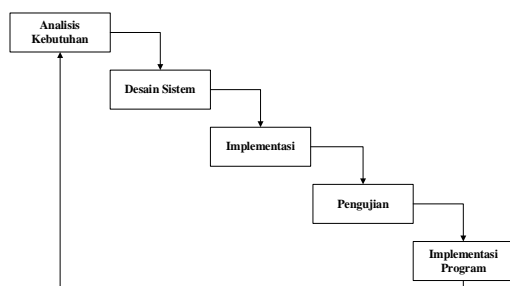 Analisis
Kebutuhan
Desain Sistem
Implementasi
Pengujian
Implementasi
Program